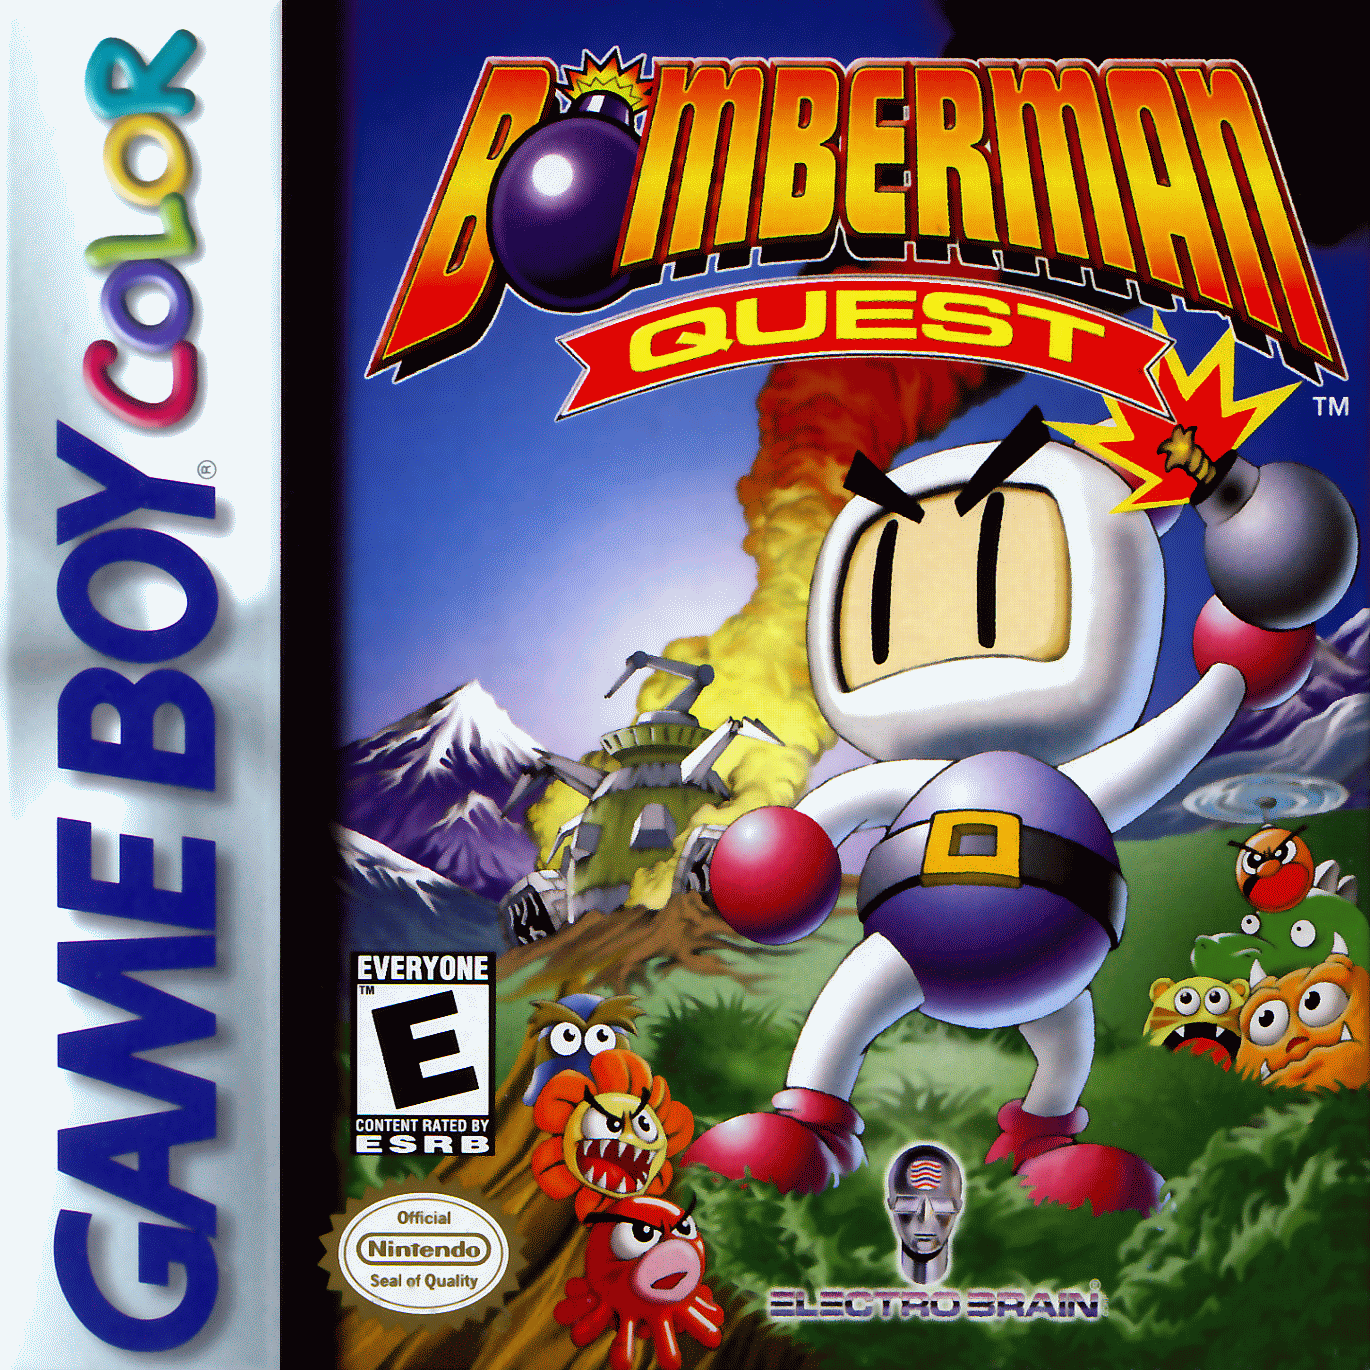 GAME BOY COLOR®
BOMBERMAN
QUEST
TM
EVERYONE
TM
E
CONTENT RATED BY
ESRB
Official
Nintendo
Seal of Quality
ELECTRO BRAIN®